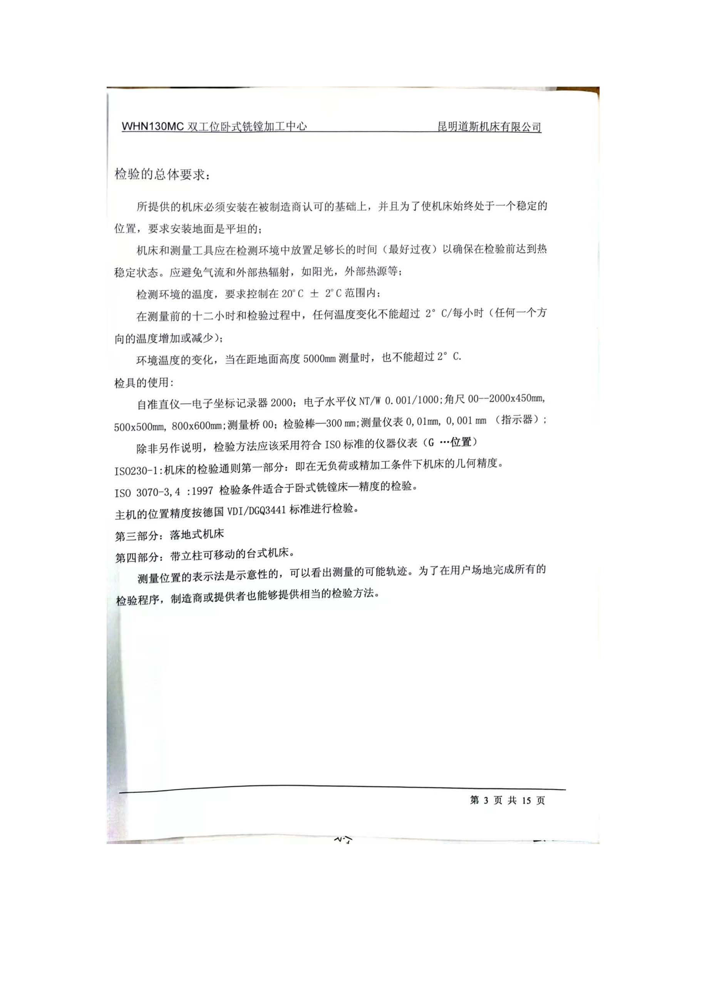 WHN130MC 双工位卧式铣镗加工中心 昆明道斯机床有限公司
检验的总体要求：
所提供的机床必须安装在被制造商认可的基础上，并且为了使机床始终处于一个稳定的
位置，要求安装地面是平坦的；
机床和测量工具应在检测环境中放置足够长的时间（最好过夜）以确保在检验前达到热
稳定状态。应避免气流和外部热辐射，如阳光，外部热源等；
检测环境的温度，要求控制在 20°C ± 2°C 范围内；
在测量前的十二小时和检验过程中，任何温度变化不能超过 2° C/每小时（任何一个方
向的温度增加或减少）；
环境温度的变化，当在距地面高度 5000mm 测量时，也不能超过 2° C.
检具的使用：
自准直仪—电子坐标记录器 2000；电子水平仪 NT/W 0.001/1000;角尺 00--2000x450mm,
500x500mm, 800x600mm;测量桥 00；检验棒—300 mm;测量仪表 0,01mm, 0,001 mm （指示器）;
除非另作说明，检验方法应该采用符合 ISO 标准的仪器仪表（G …位置）
ISO230-1:机床的检验通则第一部分：即在无负荷或精加工条件下机床的几何精度。
ISO 3070-3,4 :1997 检验条件适合于卧式铣镗床—精度的检验。
主机的位置精度按德国 VDI/DGQ3441 标准进行检验。
第三部分：落地式机床
第四部分：带立柱可移动的台式机床。
测量位置的表示法是示意性的，可以看出测量的可能轨迹。为了在用户场地完成所有的
检验程序，制造商或提供者也能够提供相当的检验方法。
第 3 页 共 15 页